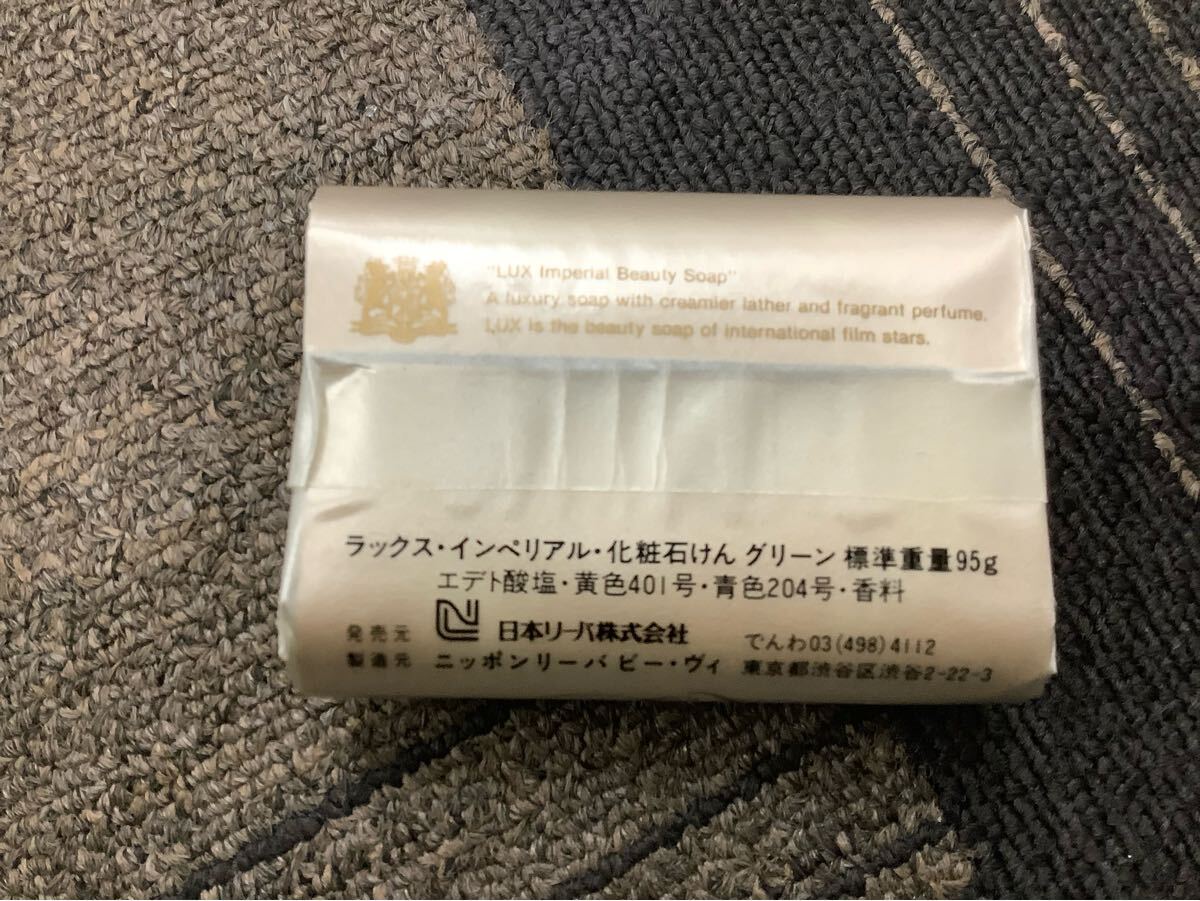 "LUX Imperial Beauty Soap"
A luxury soap with creamier lather and fragrant perfume.
LUX is the beauty soap of international film stars.
ラックス・インペリアル・化粧石けん グリーン 標準重量95g
エデト酸塩・黄色401号・青色204号・香料
発売元 日本リーバ株式会社 でんわ03(498)4112
製造元 ニッポンリーバ ビー・ヴィ 東京都渋谷区渋谷2-22-3